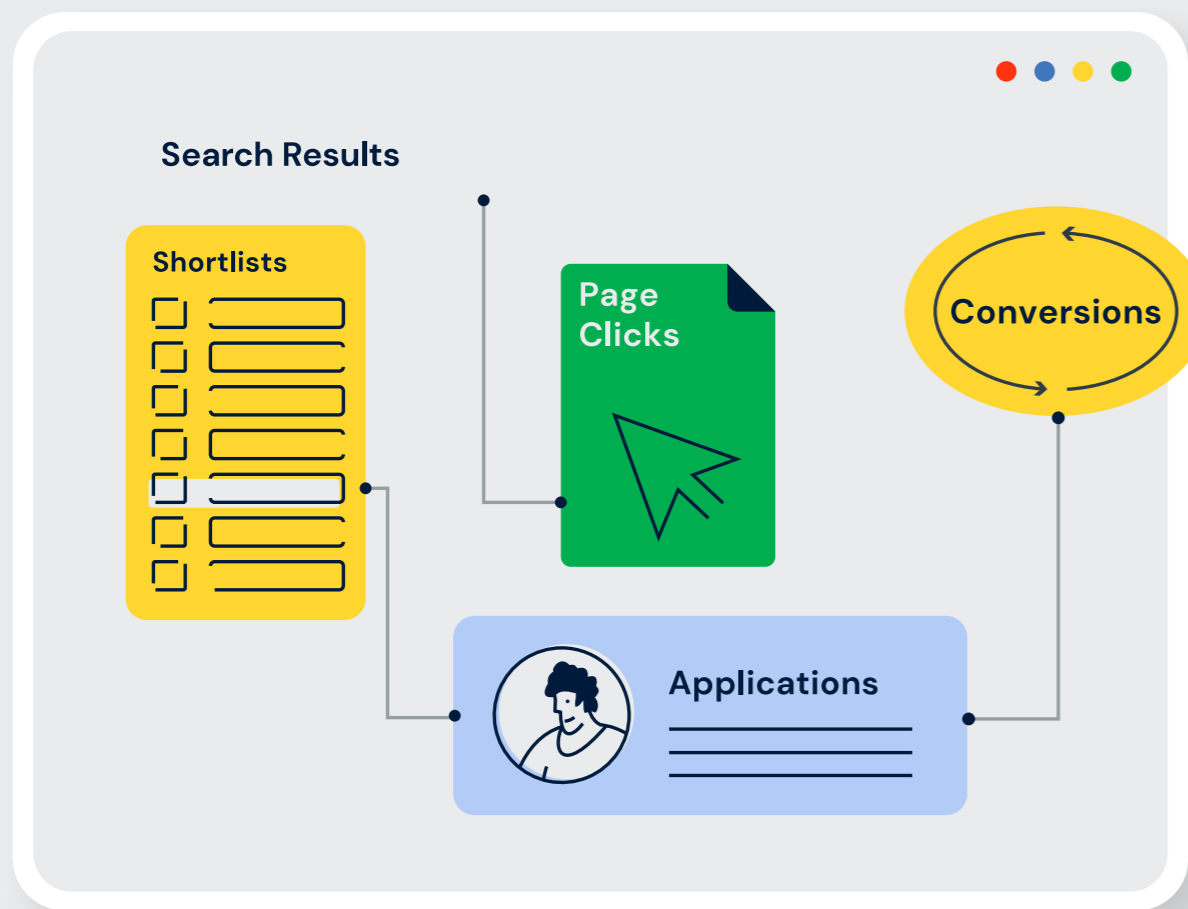 Search Results
Shortlists
Page
Clicks
Conversions
Applications